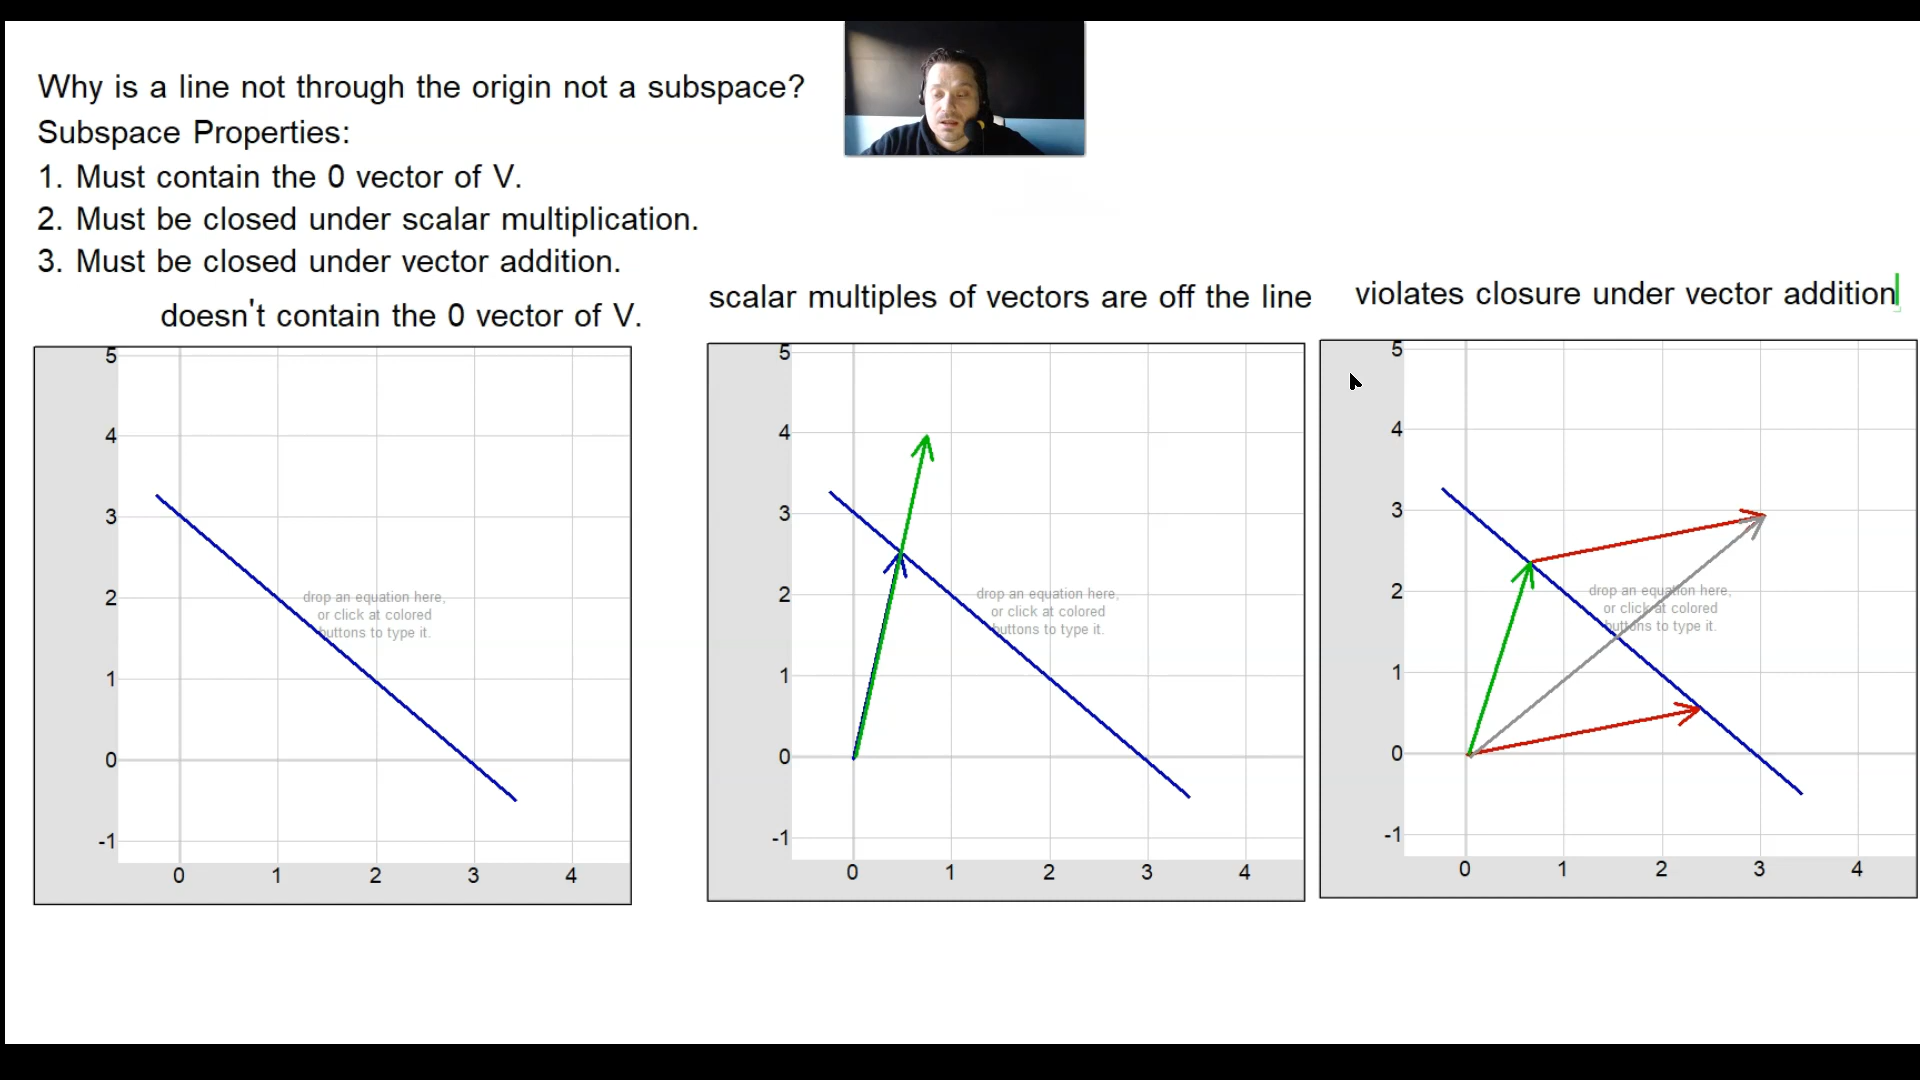 Why is a line not through the origin not a subspace?
Subspace Properties:
1. Must contain the 0 vector of V.
2. Must be closed under scalar multiplication.
3. Must be closed under vector addition.
doesn't contain the 0 vector of V.
scalar multiples of vectors are off the line
violates closure under vector addition
5
4
3
2
1
0
-1
0 1 2 3 4
drop an equation here,
or click at colored
buttons to type it.
5
4
3
2
1
0
-1
0 1 2 3 4
drop an equation here,
or click at colored
buttons to type it.
5
4
3
2
1
0
-1
0 1 2 3 4
drop an equation here,
or click at colored
buttons to type it.